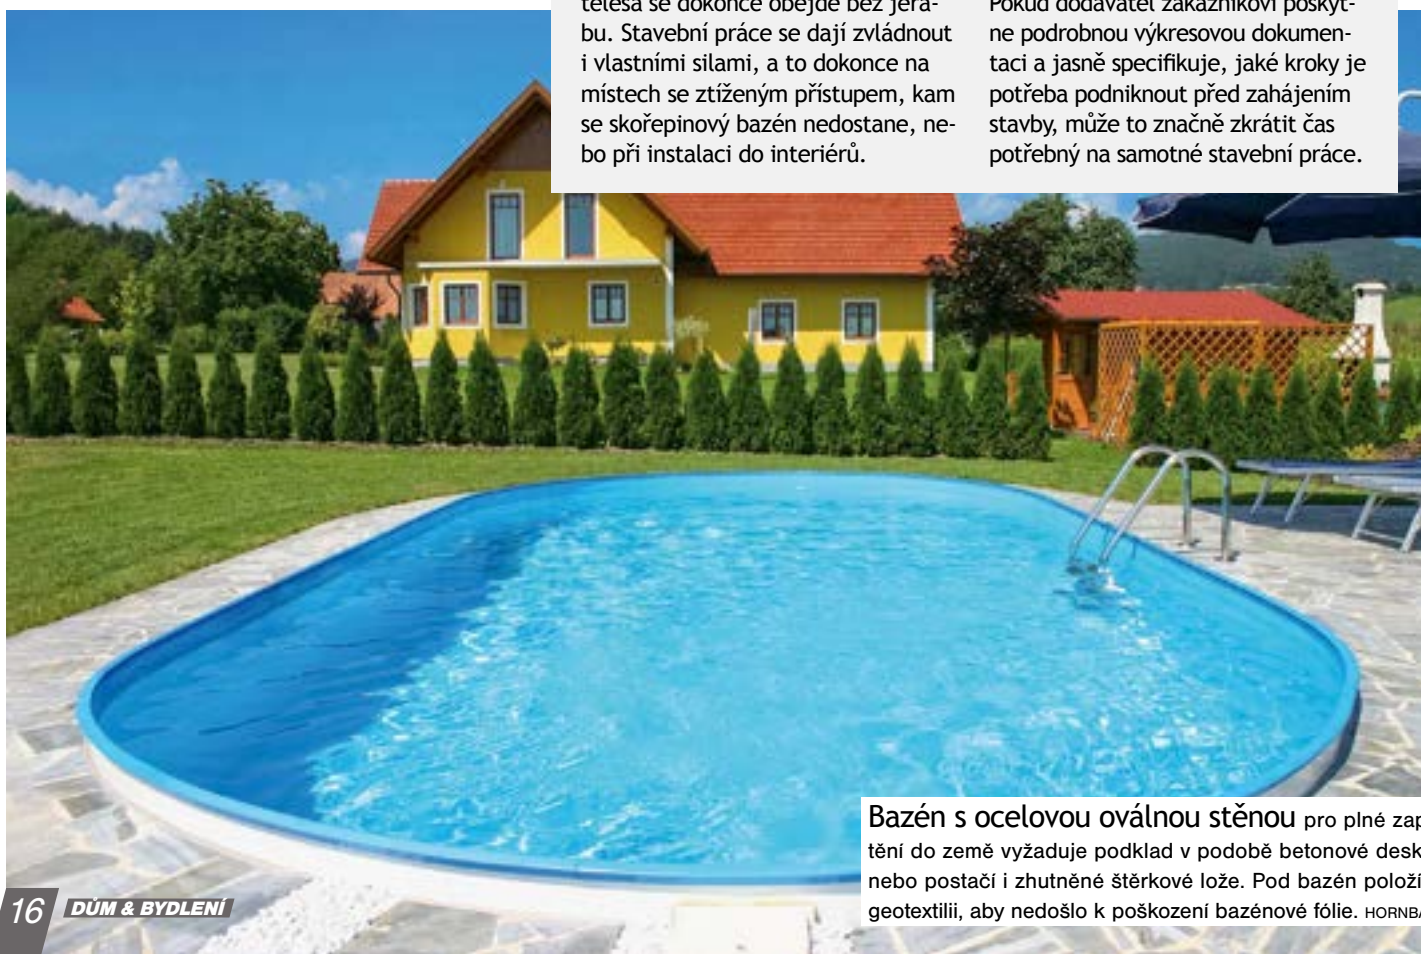 tělesa se dokonce obejde bez jeřá-
bu. Stavební práce se dají zvládnout
i vlastními silami, a to dokonce na
místech se ztíženým přístupem, kam
se skořepinový bazén nedostane, ne-
bo při instalaci do interiérů.
Pokud dodavatel zákazníkovi poskyt-
ne podrobnou výkresovou dokumen-
taci a jasně specifikuje, jaké kroky je
potřeba podniknout před zahájením
stavby, může to značně zkrátit čas
potřebný na samotné stavební práce.
Bazén s ocelovou oválnou stěnou pro plné zap
tění do země vyžaduje podklad v podobě betonové desk
nebo postačí i zhutněné štěrkové lože. Pod bazén položí
geotextilii, aby nedošlo k poškození bazénové fólie. HORNBA
16 DŮM & BYDLENÍ